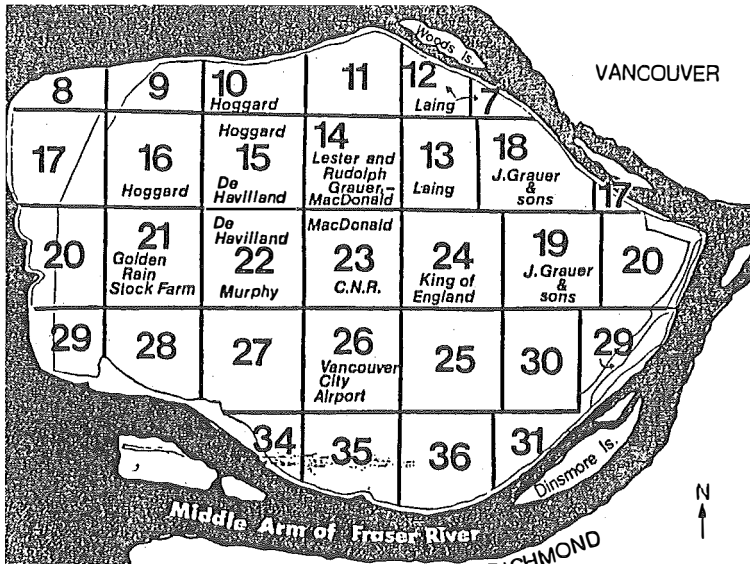 Woods Is.
VANCOUVER
8
9
10
Hoggard
11
12
Laing
7
17
16
Hoggard
Hoggard
15
De
Havilland
14
Lester and
Rudolph
Grauer-
MacDonald
13
Laing
18
J.Grauer
&
sons
17
20
21
Golden
Rain
Stock Farm
De
Havilland
22
Murphy
MacDonald
23
C.N.R.
24
King of
England
19
J.Grauer
&
sons
20
29
28
27
26
Vancouver
City
Airport
25
30
29
34
35
36
31
Dinsmore Is.
N
Middle Arm of Fraser River
RICHMOND